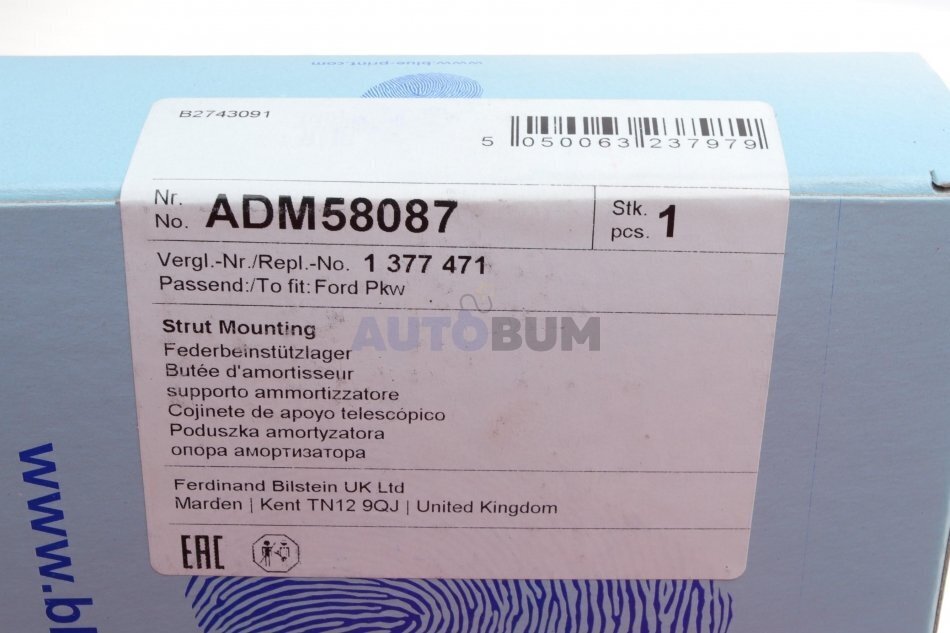 www.blue-print.com
B2743091
5 050063 237979
Nr.
No. ADM58087
Stk.
pcs. 1
Vergl.-Nr./Repl.-No. 1 377 471
Passend:/To fit: Ford Pkw
AUTOBUM
Strut Mounting
Federbeinstützlager
Butée d'amortisseur
supporto ammortizzatore
Cojinete de apoyo telescópico
Poduszka amortyzatora
опора амортизатора
Ferdinand Bilstein UK Ltd
Marden | Kent TN12 9QJ | United Kingdom
EAC
www.bl